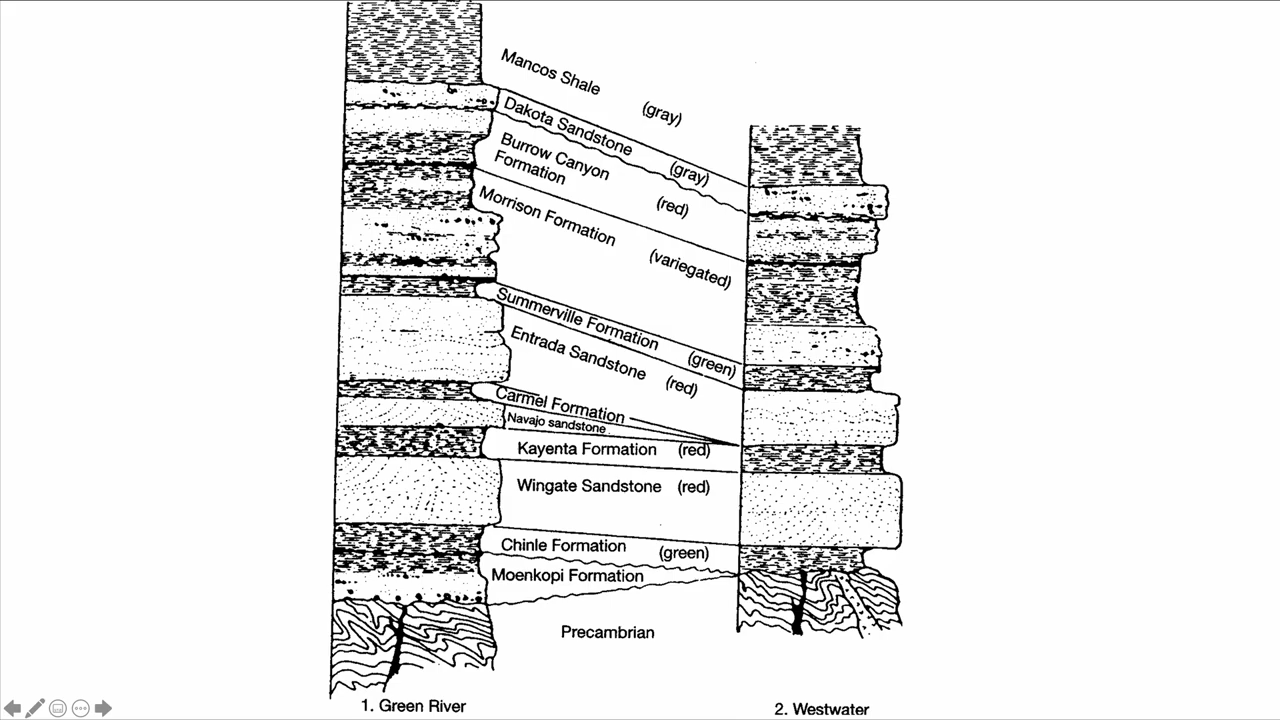 Mancos Shale
(gray)
Dakota Sandstone
(gray)
Burrow Canyon
Formation
(red)
Morrison Formation
(variegated)
Summerville Formation
(green)
Entrada Sandstone
(red)
Carmel Formation
Navajo sandstone
Kayenta Formation (red)
Wingate Sandstone (red)
Chinle Formation (green)
Moenkopi Formation
Precambrian
1. Green River
2. Westwater